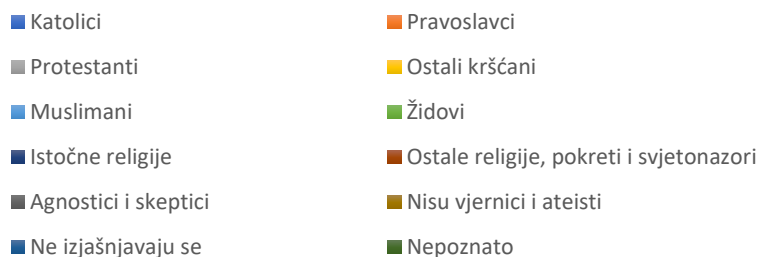 Katolici
Pravoslavci
Protestanti
Ostali kršćani
Muslimani
Židovi
Istočne religije
Ostale religije, pokreti i svjetonazori
Agnostici i skeptici
Nisu vjernici i ateisti
Ne izjašnjavaju se
Nepoznato